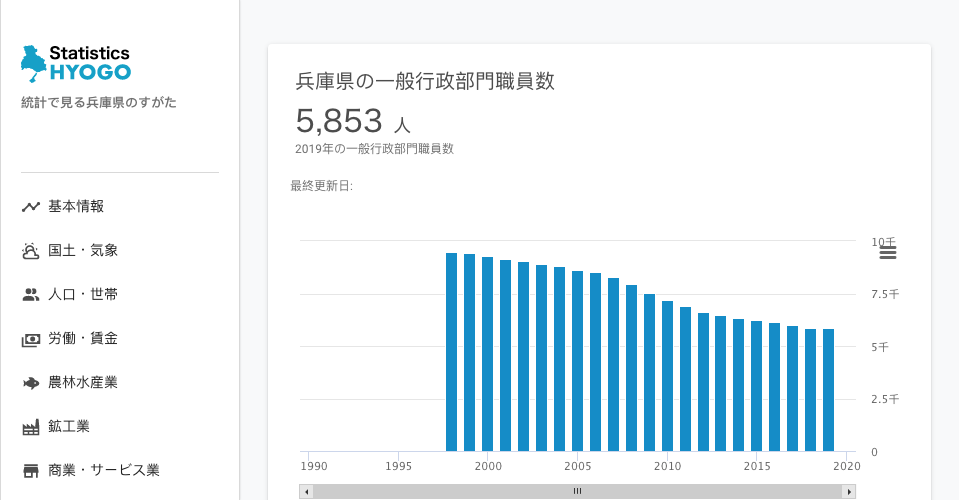 Statistics
HYOGO
統計で見る兵庫県のすがた
基本情報
国土・気象
人口・世帯
労働・賃金
農林水産業
鉱工業
商業・サービス業
兵庫県の一般行政部門職員数
5,853 人
2019年の一般行政部門職員数
最終更新日:
10千
7.5千
5千
2.5千
0
1990 1995 2000 2005 2010 2015 2020